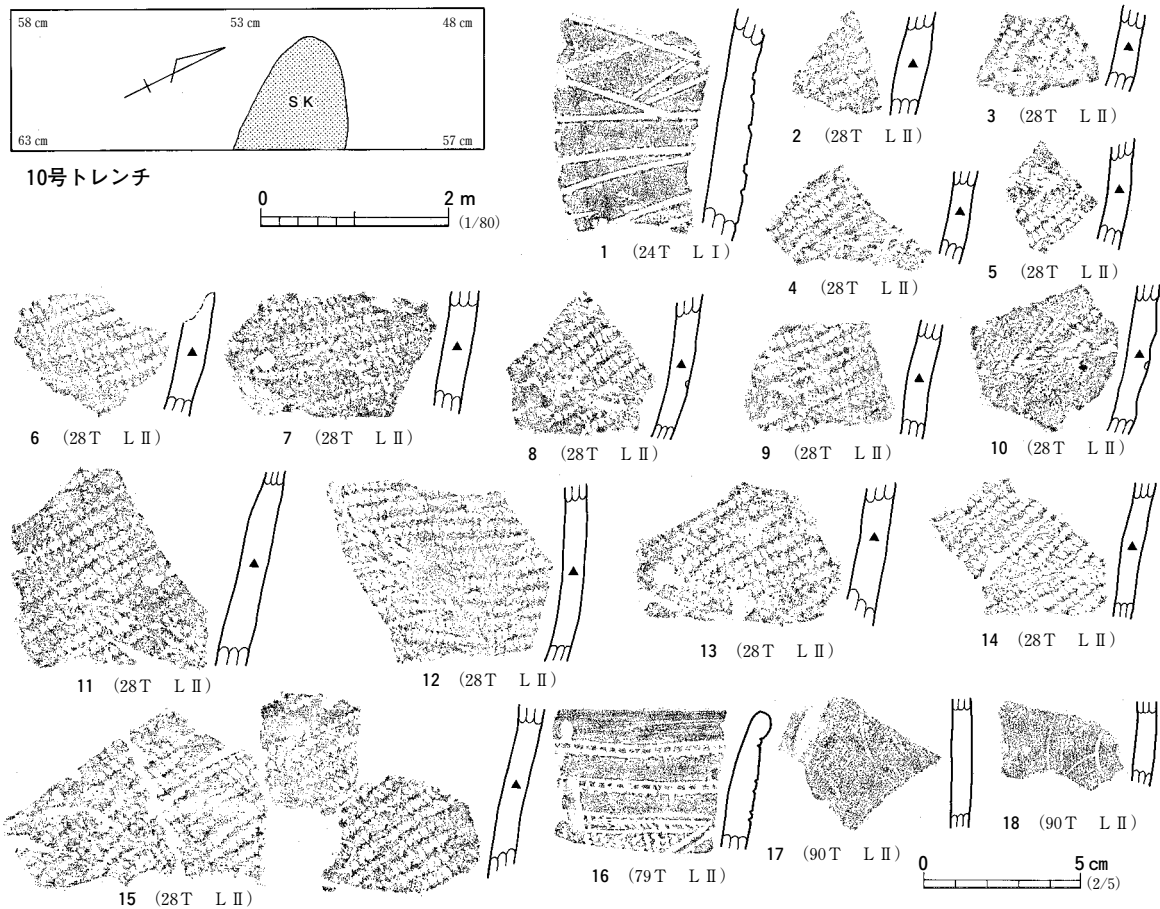 58 cm 53 cm 48 cm
S K
63 cm 57 cm
10号トレンチ
0 2 m
(1/80)
1 (24T L I)
2 (28T L II)
3 (28T L II)
4 (28T L II)
5 (28T L II)
6 (28T L II)
7 (28T L II)
8 (28T L II)
9 (28T L II)
10 (28T L II)
11 (28T L II)
12 (28T L II)
13 (28T L II)
14 (28T L II)
15 (28T L II)
16 (79T L II)
17 (90T L II)
18 (90T L II)
0 5 cm
(2/5)